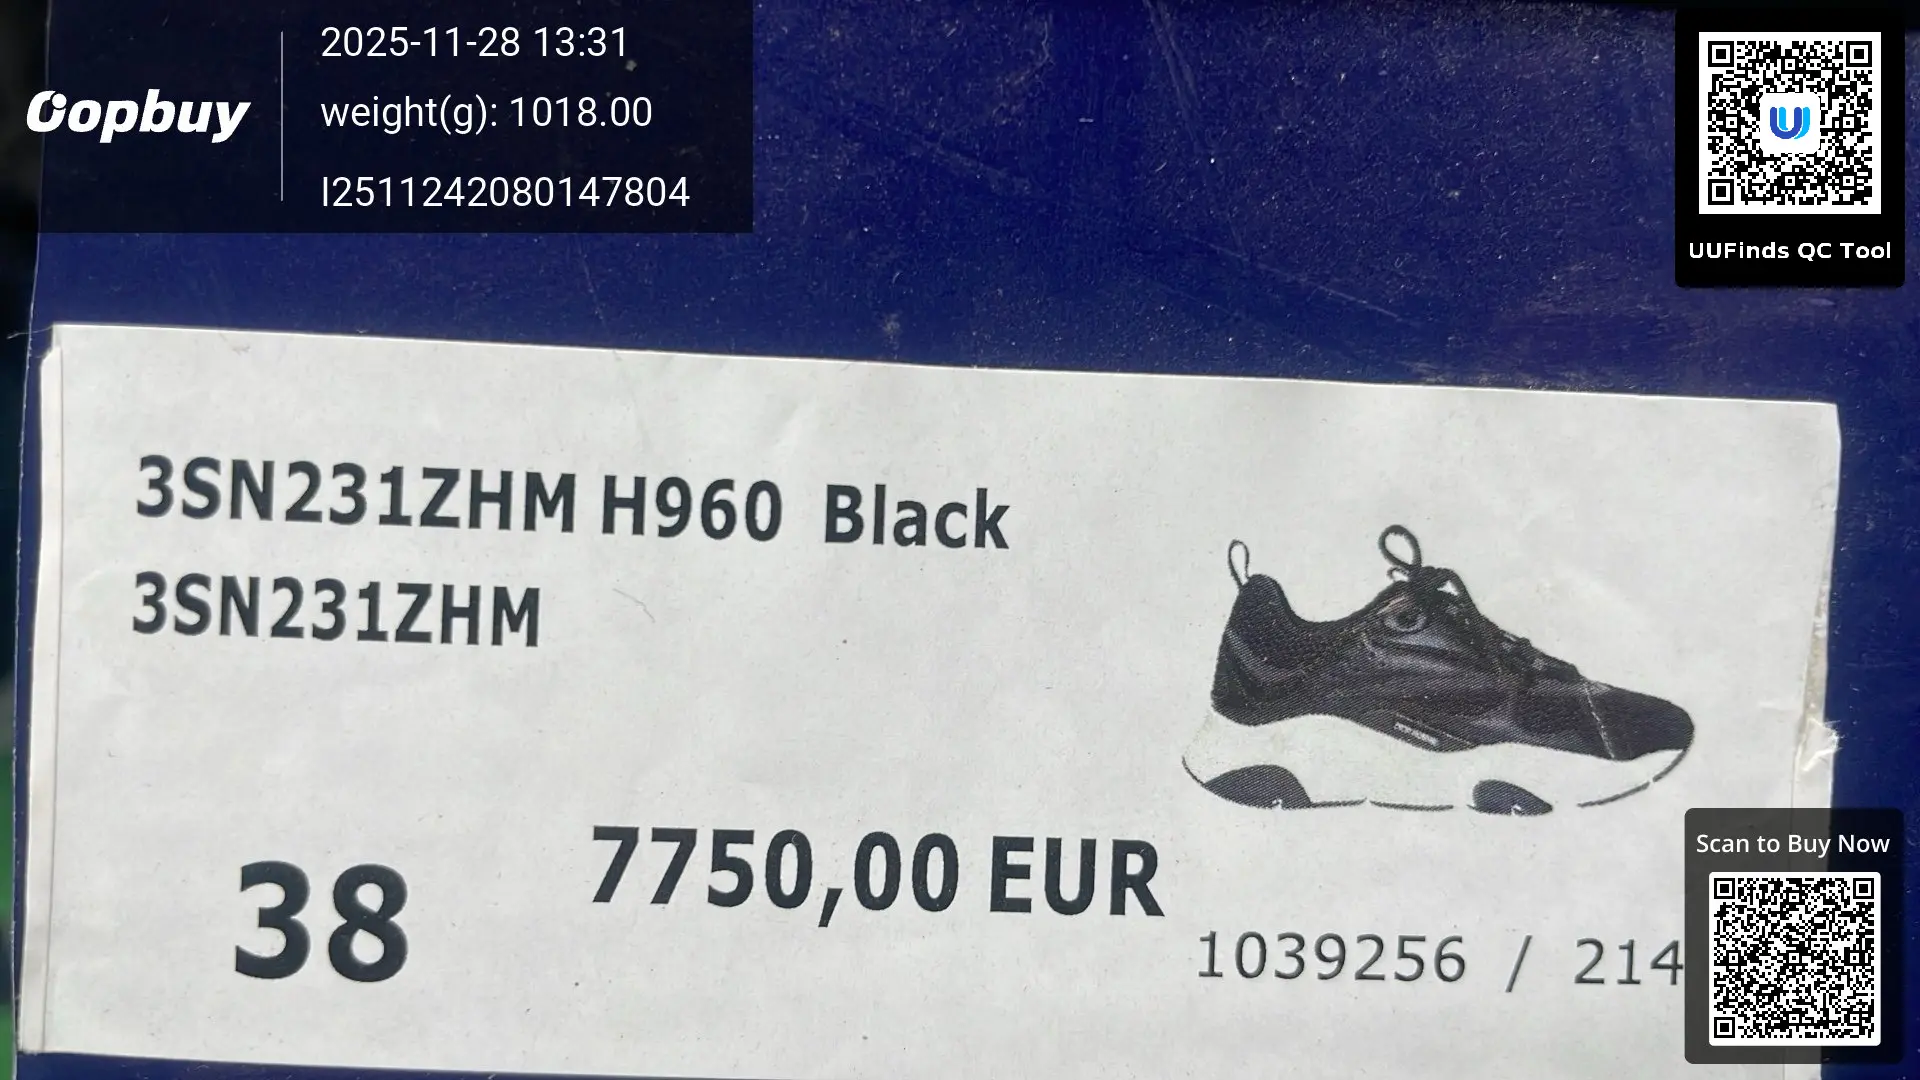 Oopbuy
2025-11-28 13:31
weight(g): 1018.00
I2511242080147804
UUFinds QC Tool
3SN231ZHM H960 Black
3SN231ZHM
38
7750,00 EUR
1039256 / 214
Scan to Buy Now